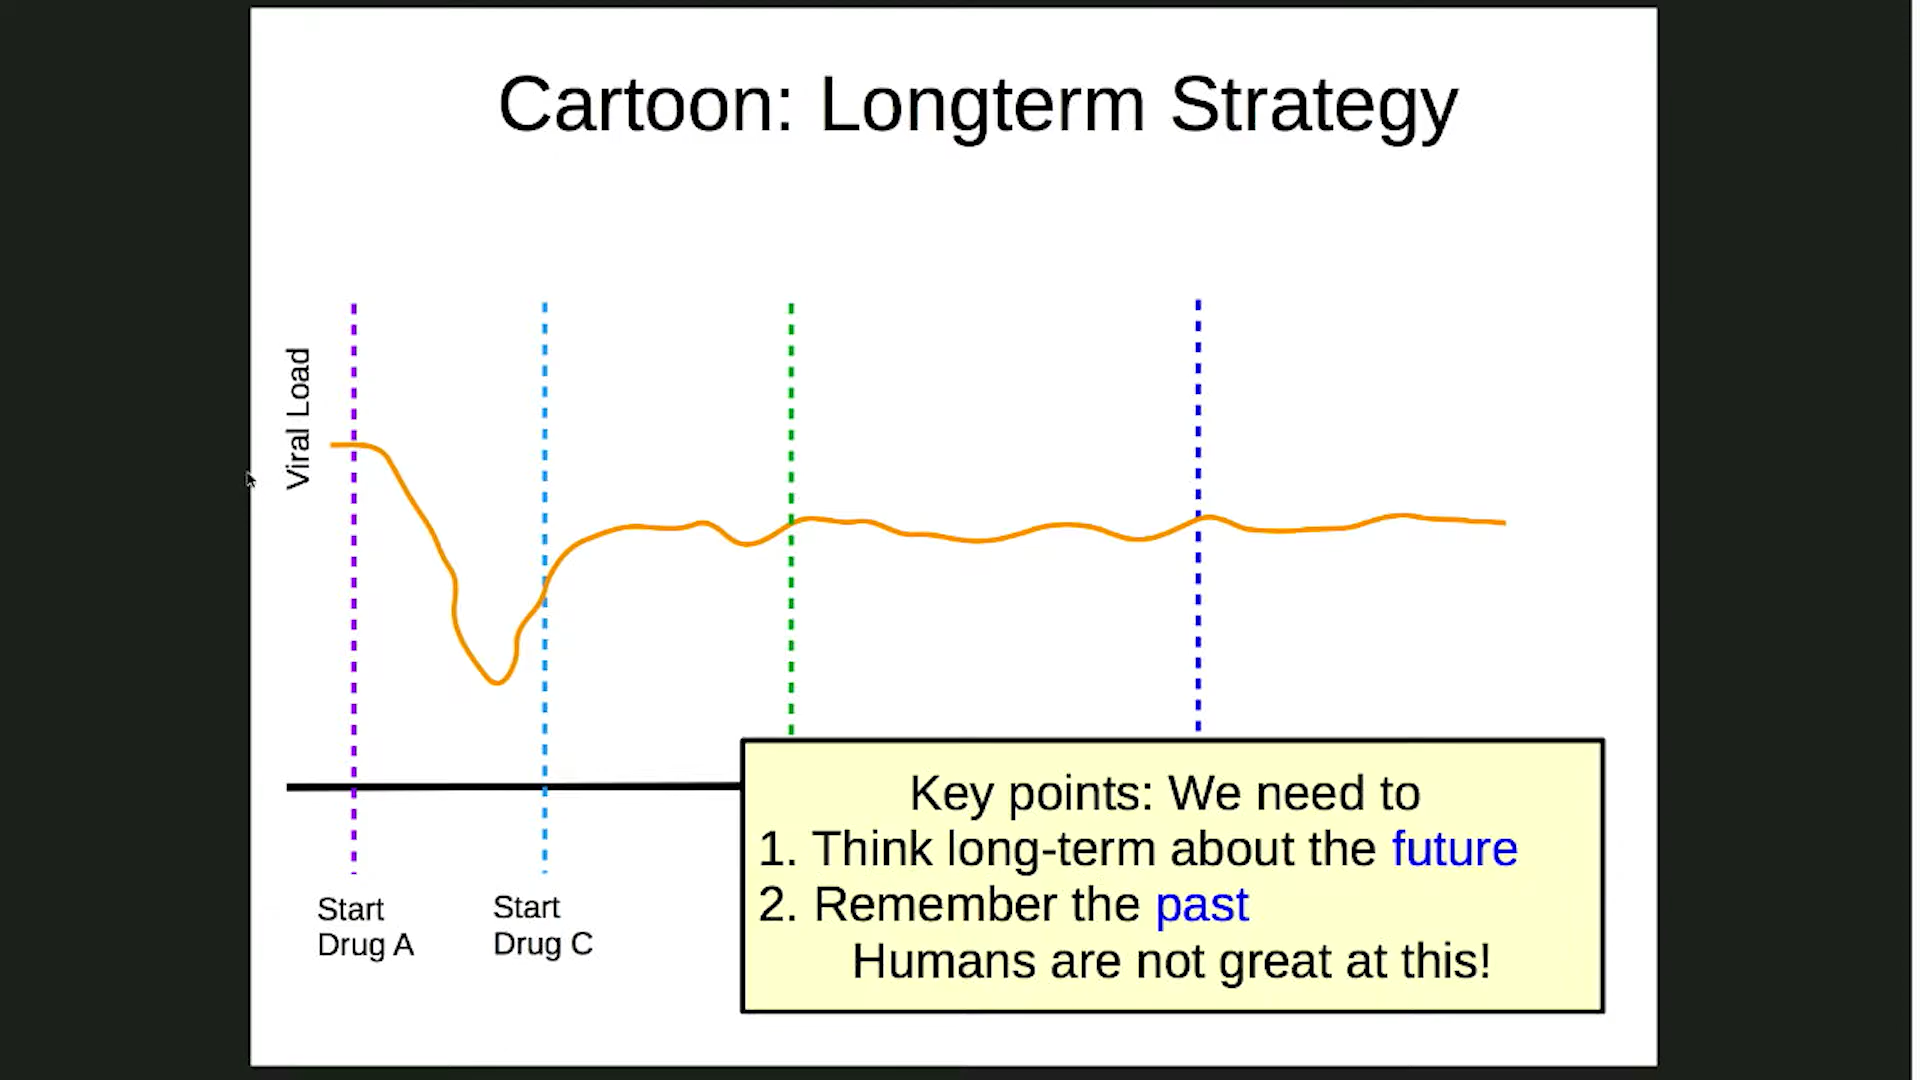 Cartoon: Longterm Strategy
Viral Load
Start
Drug A
Start
Drug C
Key points: We need to
1. Think long-term about the future
2. Remember the past
Humans are not great at this!